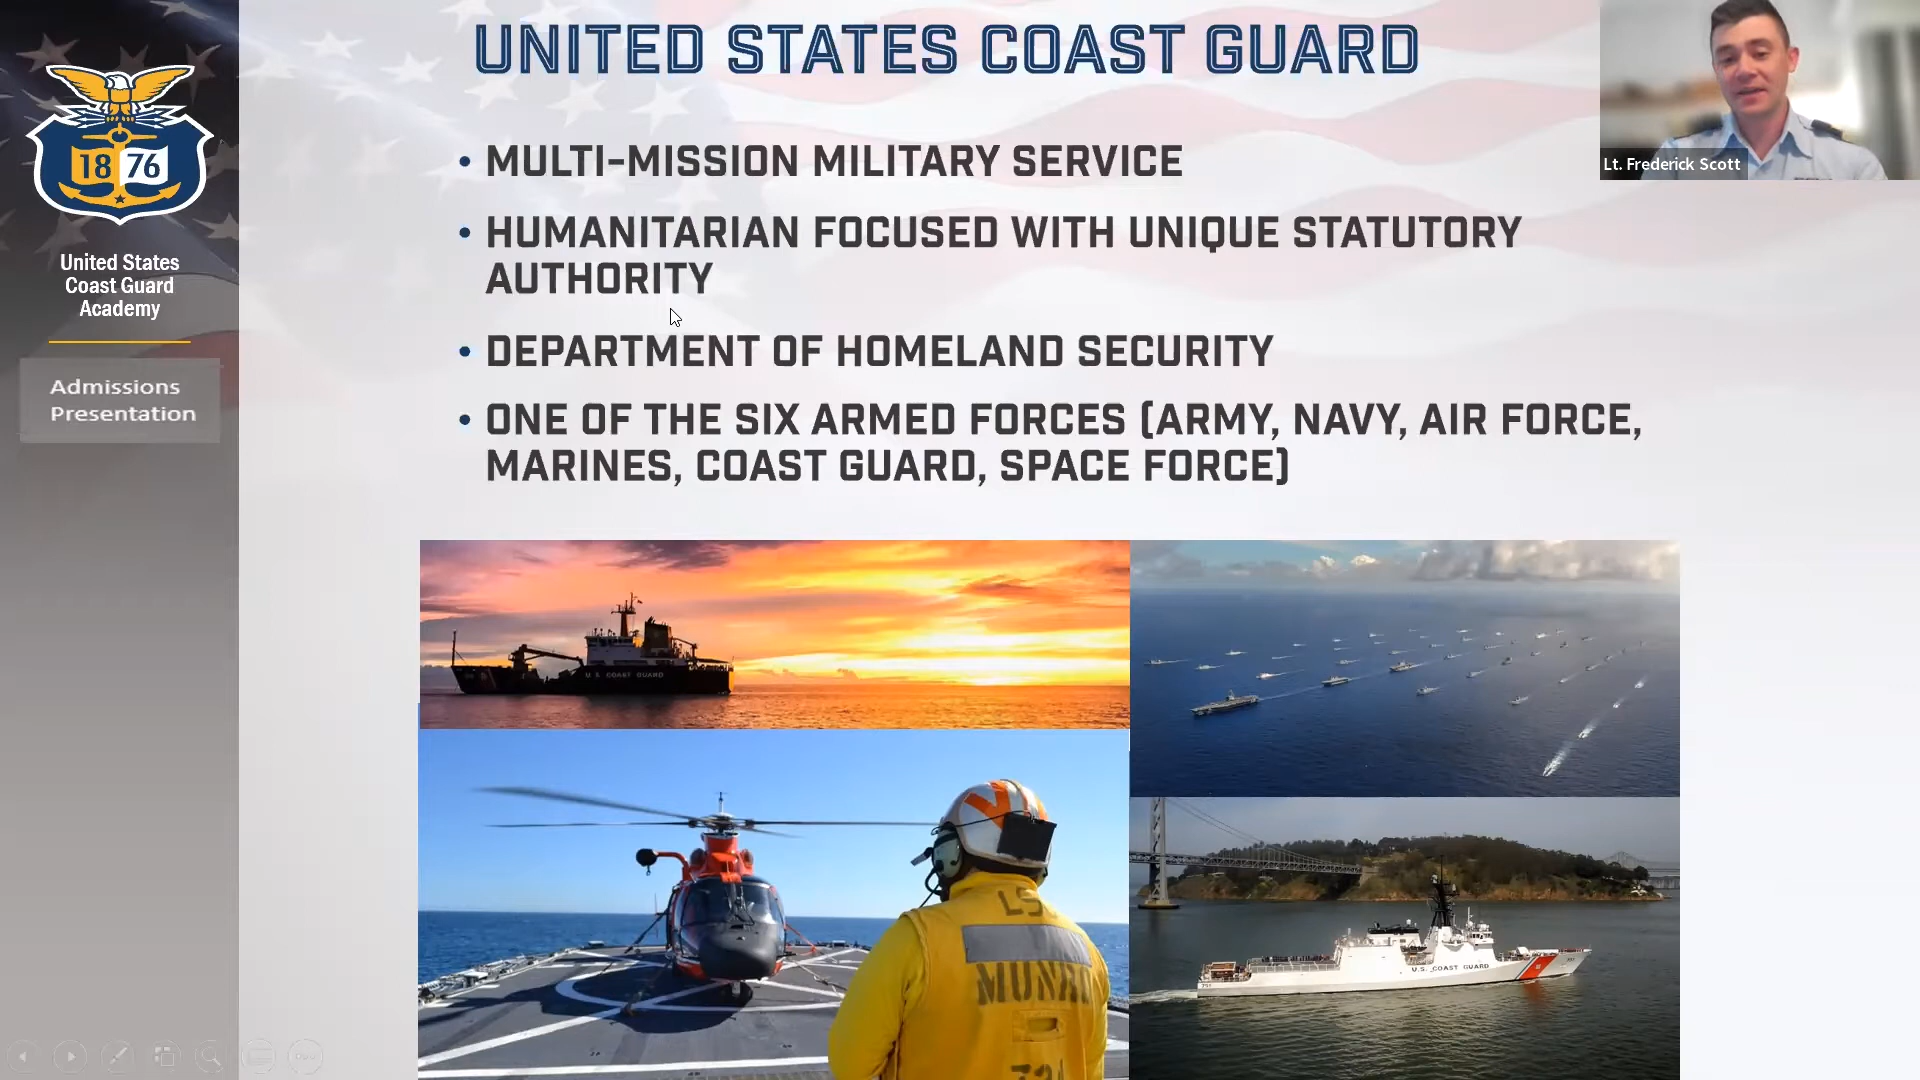 UNITED STATES COAST GUARD
Lt. Frederick Scott
18 76
United States
Coast Guard
Academy
Admissions
Presentation
• MULTI-MISSION MILITARY SERVICE
• HUMANITARIAN FOCUSED WITH UNIQUE STATUTORY
AUTHORITY
• DEPARTMENT OF HOMELAND SECURITY
• ONE OF THE SIX ARMED FORCES (ARMY, NAVY, AIR FORCE,
MARINES, COAST GUARD, SPACE FORCE)
U S COAST GUARD
U.S. COAST GUARD
751